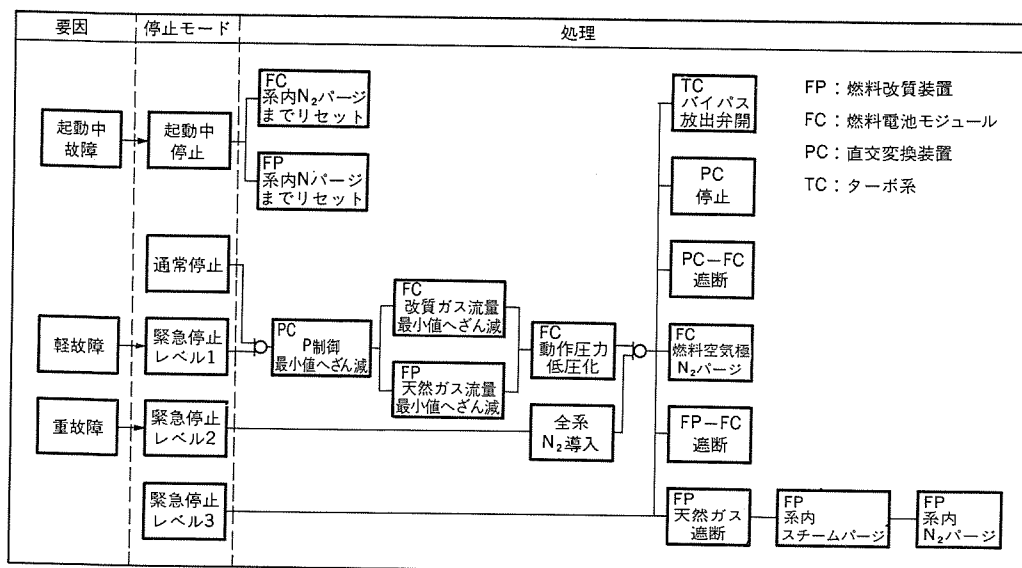 要因
停止モード
処理
起動中
故障
起動中
停止
FC
系内N₂パージ
までリセット
FP
系内Nパージ
までリセット
通常停止
軽故障
緊急停止
レベル1
PC
P制御
最小値へざん減
FC
改質ガス流量
最小値へざん減
FP
天然ガス流量
最小値へざん減
FC
動作圧力
低圧化
重故障
緊急停止
レベル2
全系
N₂導入
緊急停止
レベル3
TC
バイパス
放出弁開
PC
停止
PC−FC
遮断
FC
燃料空気極
N₂パージ
FP−FC
遮断
FP
天然ガス
遮断
FP
系内
スチームパージ
FP
系内
N₂パージ
FP：燃料改質装置
FC：燃料電池モジュール
PC：直交変換装置
TC：ターボ系